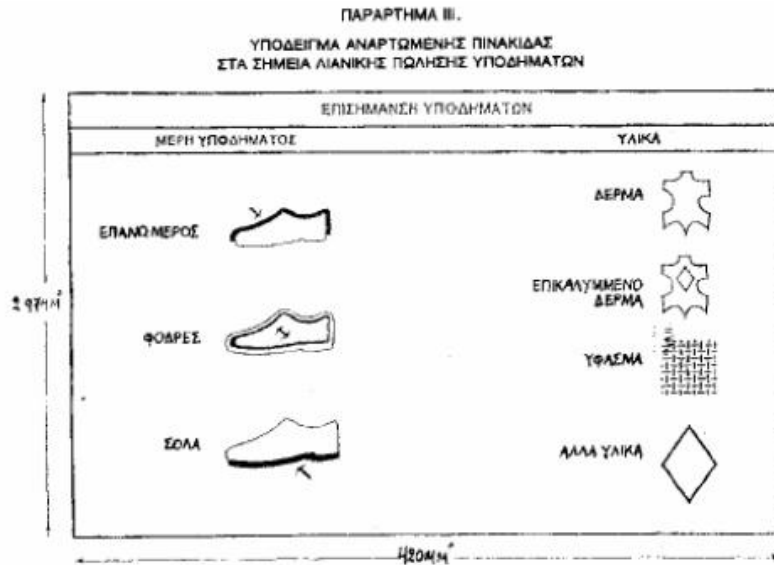 ΠΑΡΑΡΤΗΜΑ III.
ΥΠΟΔΕΙΓΜΑ ΑΝΑΡΤΩΜΕΝΗΣ ΠΙΝΑΚΙΔΑΣ
ΣΤΑ ΣΗΜΕΙΑ ΛΙΑΝΙΚΗΣ ΠΩΛΗΣΗΣ ΥΠΟΔΗΜΑΤΩΝ
ΕΠΙΣΗΜΑΝΣΗ ΥΠΟΔΗΜΑΤΩΝ
ΜΕΡΗ ΥΠΟΔΗΜΑΤΟΣ
ΥΛΙΚΑ
ΕΠΑΝΩ ΜΕΡΟΣ
ΔΕΡΜΑ
ΕΠΙΚΑΛΥΜΜΕΝΟ
ΔΕΡΜΑ
ΦΟΔΡΕΣ
ΥΦΑΣΜΑ
ΣΟΛΑ
ΑΛΛΑ ΥΛΙΚΑ
420MM